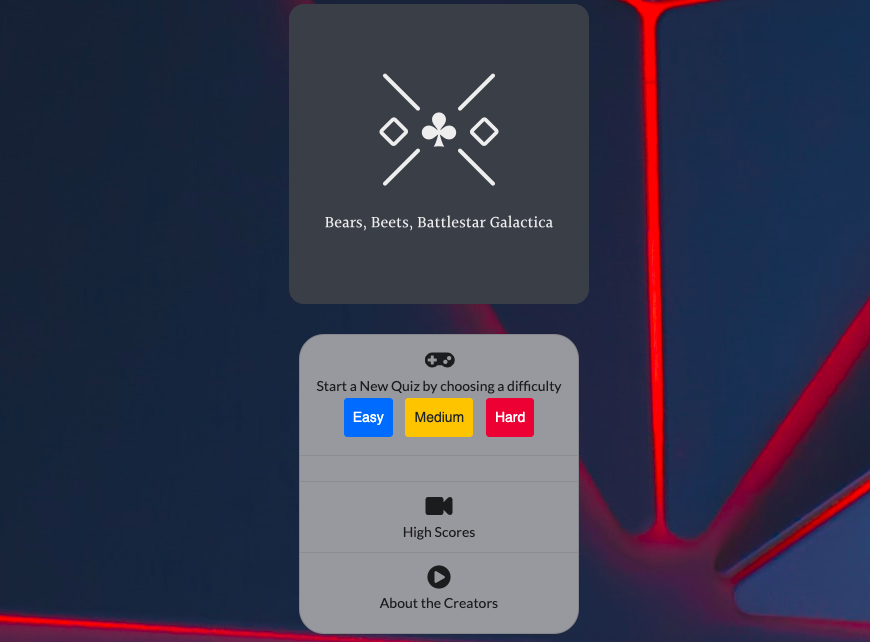 Bears, Beets, Battlestar Galactica
Start a New Quiz by choosing a difficulty
Easy Medium Hard
High Scores
About the Creators